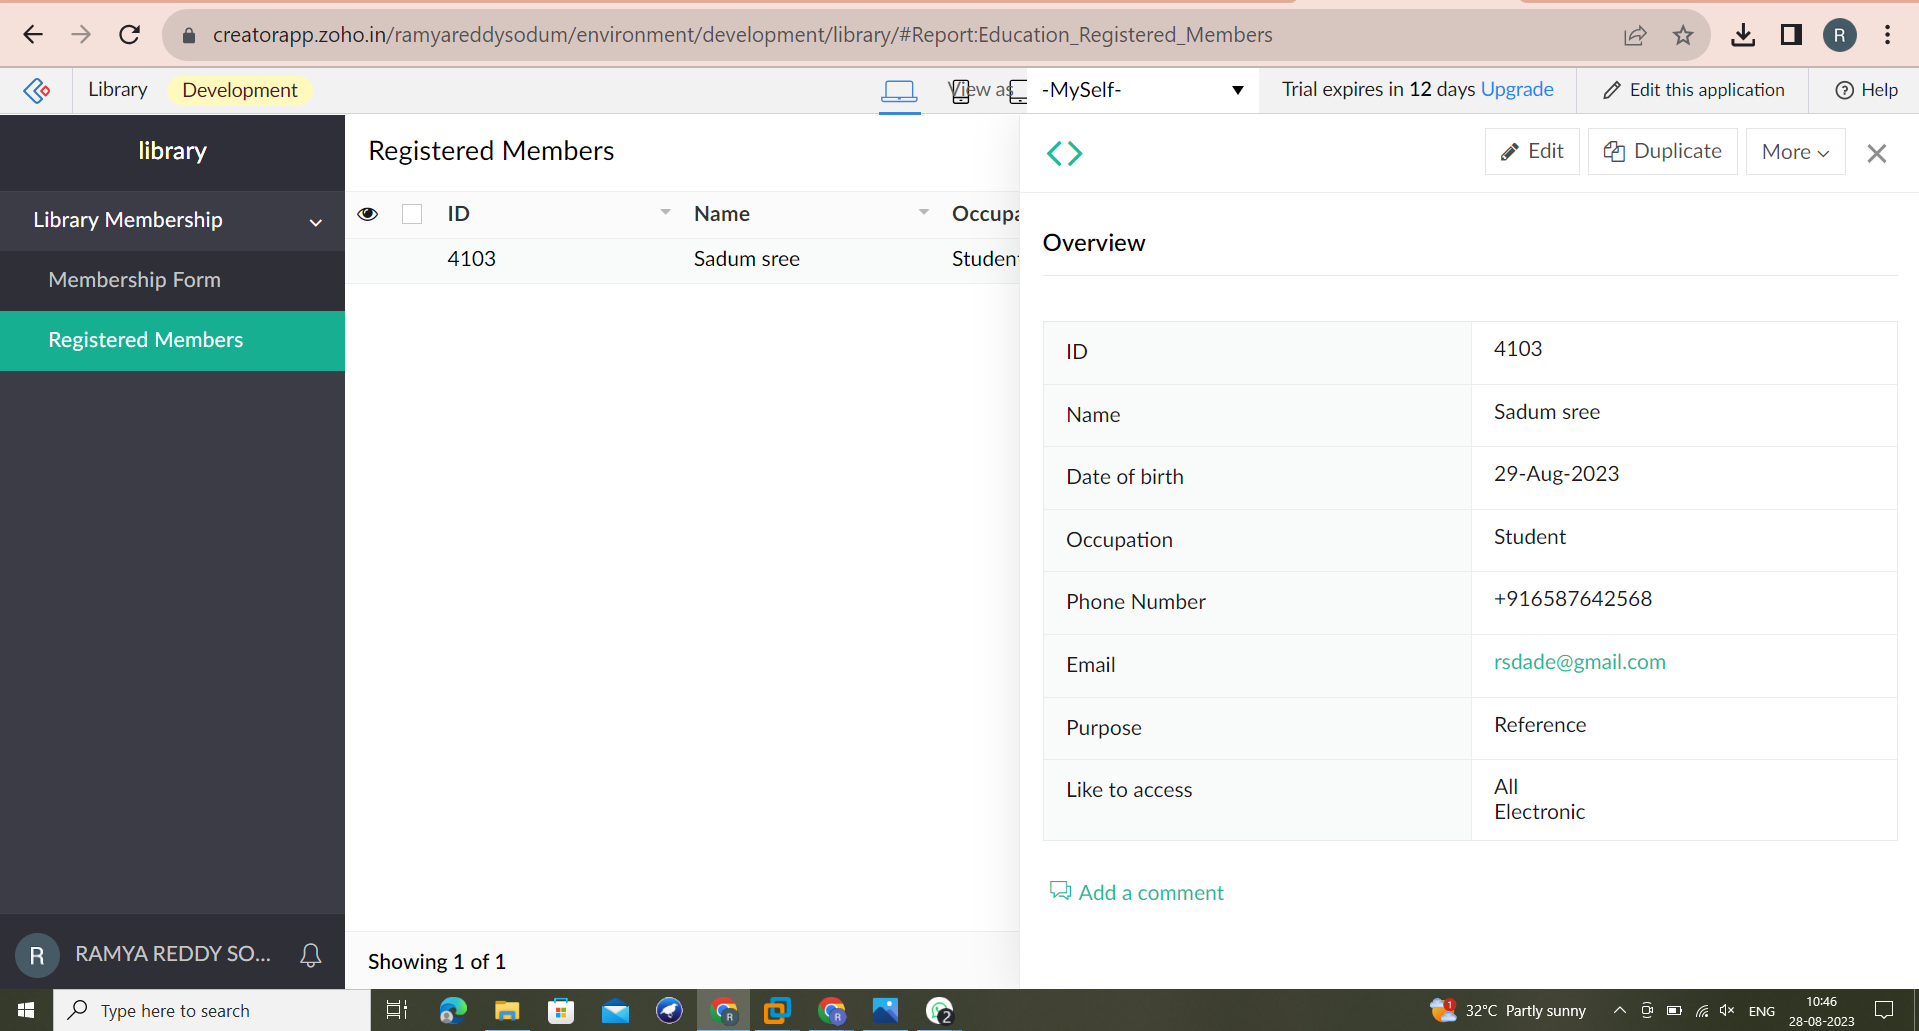 creatorapp.zoho.in/ramyareddysodum/environment/development/library/#Report:Education_Registered_Members
R
Library
Development
View as
-MySelf-
Trial expires in 12 days Upgrade
Edit this application
Help
library
Library Membership
Membership Form
Registered Members
R RAMYA REDDY SO...
Registered Members
ID Name Occupa
4103 Sadum sree Student
Showing 1 of 1
Edit
Duplicate
More
Overview
ID 4103
Name Sadum sree
Date of birth 29-Aug-2023
Occupation Student
Phone Number +916587642568
Email rsdade@gmail.com
Purpose Reference
Like to access All
Electronic
Add a comment
Type here to search
R
R
2
1
32°C Partly sunny
ENG
10:46
28-08-2023